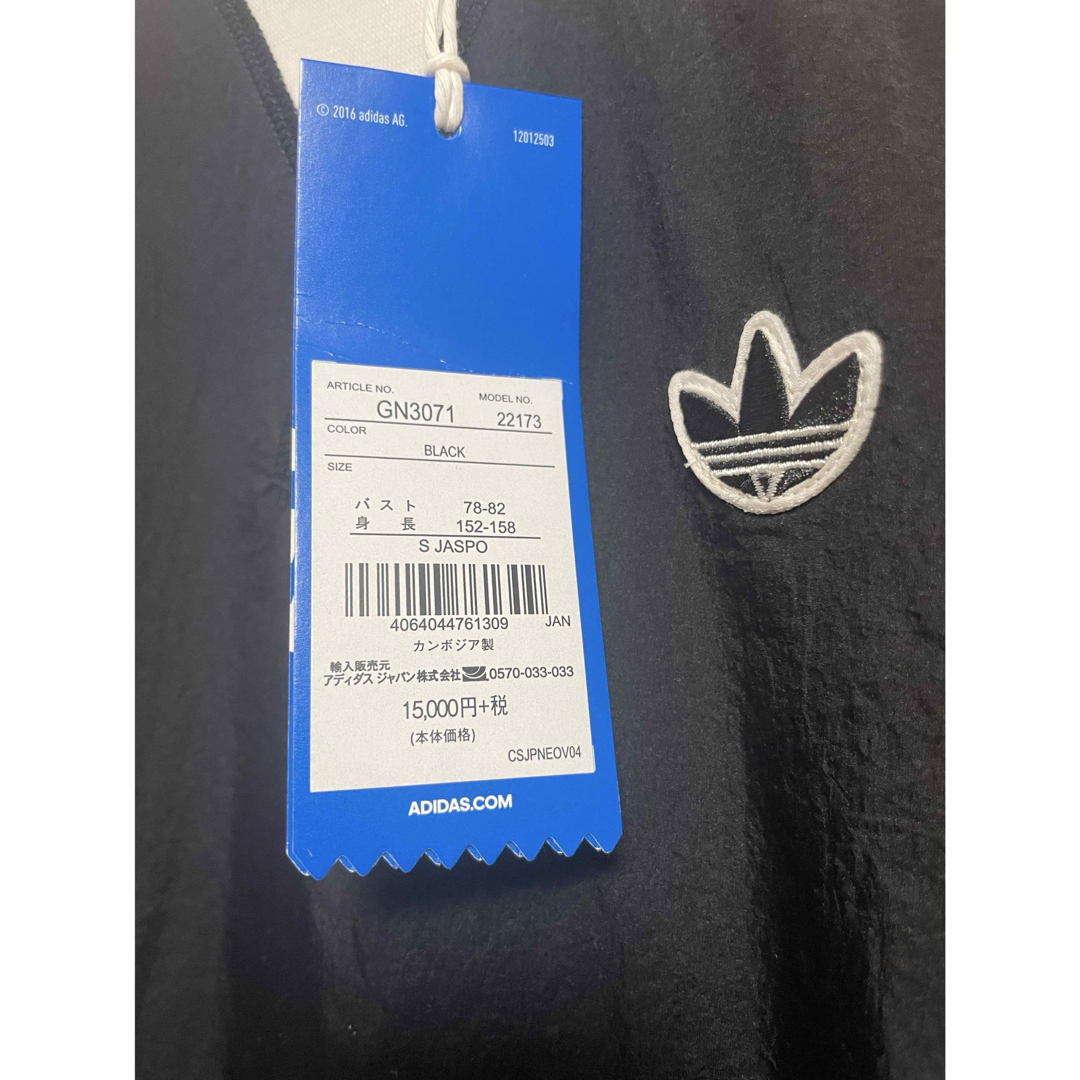 © 2016 adidas AG.
12012503
ARTICLE NO.
GN3071
MODEL NO.
22173
COLOR
BLACK
SIZE
バスト 78-82
身長 152-158
S JASPO
4064044761309 JAN
カンボジア製
輸入販売元
アディダス ジャパン株式会社 0570-033-033
15,000円+税
(本体価格)
CSJPNEOV04
ADIDAS.COM